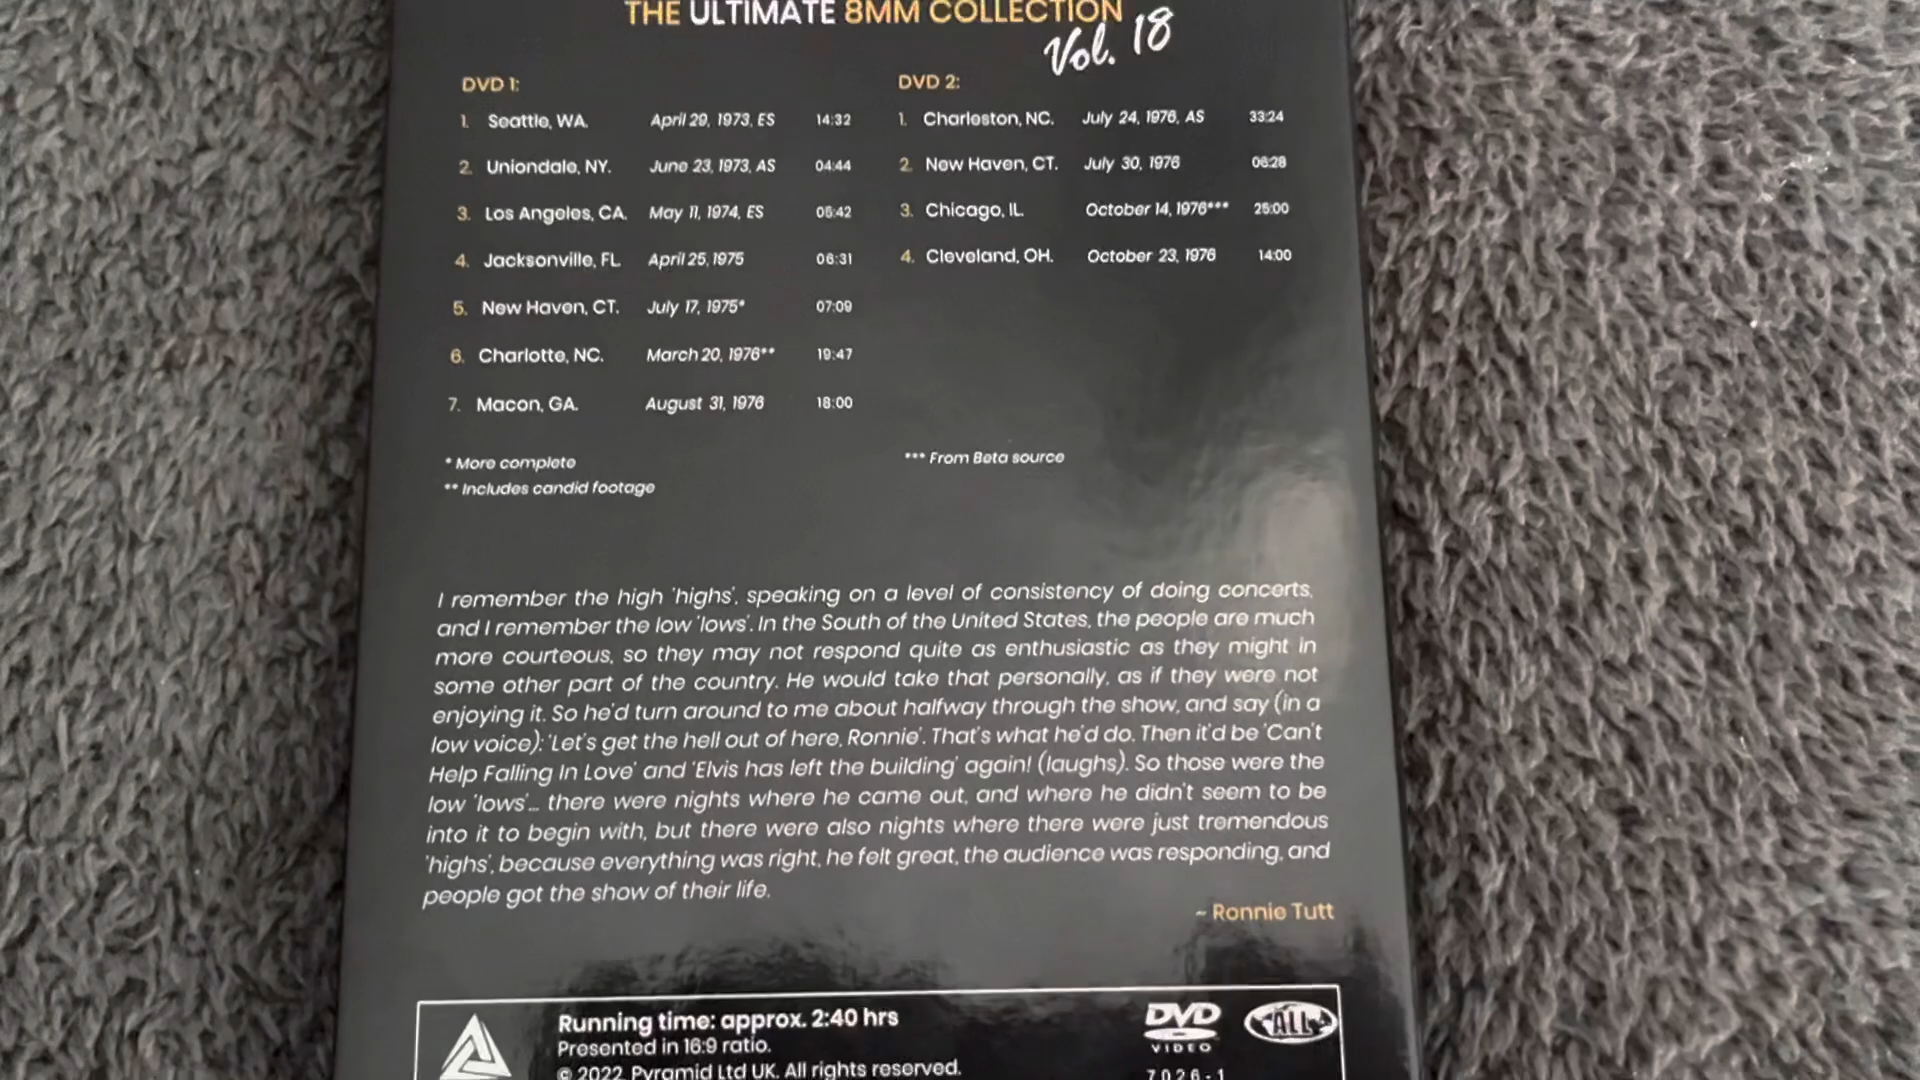 THE ULTIMATE 8MM COLLECTION
Vol. 18
DVD 1:
1. Seattle, WA. April 29, 1973, ES 14:32
2. Uniondale, NY. June 23, 1973, AS 04:44
3. Los Angeles, CA. May 11, 1974, ES 05:42
4. Jacksonville, FL April 25, 1975 06:31
5. New Haven, CT. July 17, 1975* 07:09
6. Charlotte, NC. March 20, 1976** 19:47
7. Macon, GA. August 31, 1976 18:00
* More complete
** Includes candid footage
DVD 2:
1. Charleston, NC. July 24, 1976, AS 33:24
2. New Haven, CT. July 30, 1976 06:28
3. Chicago, IL. October 14, 1976*** 25:00
4. Cleveland, OH. October 23, 1976 14:00
*** From Beta source
I remember the high 'highs', speaking on a level of consistency of doing concerts,
and I remember the low 'lows'. In the South of the United States, the people are much
more courteous, so they may not respond quite as enthusiastic as they might in
some other part of the country. He would take that personally, as if they were not
enjoying it. So he'd turn around to me about halfway through the show, and say (in a
low voice): 'Let's get the hell out of here, Ronnie'. That's what he'd do. Then it'd be 'Can't
Help Falling In Love' and 'Elvis has left the building' again! (laughs). So those were the
low 'lows'... there were nights where he came out, and where he didn't seem to be
into it to begin with, but there were also nights where there were just tremendous
'highs', because everything was right, he felt great, the audience was responding, and
people got the show of their life.
~ Ronnie Tutt
Running time: approx. 2:40 hrs
Presented in 16:9 ratio.
© 2022 Pyramid Ltd UK. All rights reserved.
DVD
VIDEO
ALL
7026-1